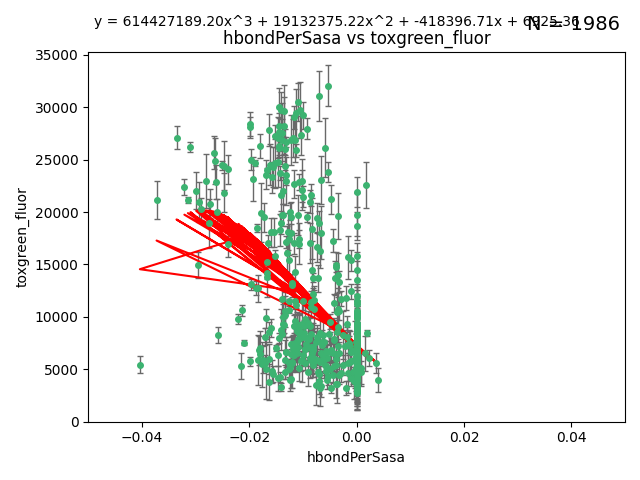 y = 614427189.20x^3 + 19132375.22x^2 + -418396.71x + 6925.36
N = 1986
hbondPerSasa vs toxgreen_fluor
35000
30000
25000
20000
15000
10000
5000
0
toxgreen_fluor
−0.04
−0.02
0.00
0.02
0.04
hbondPerSasa